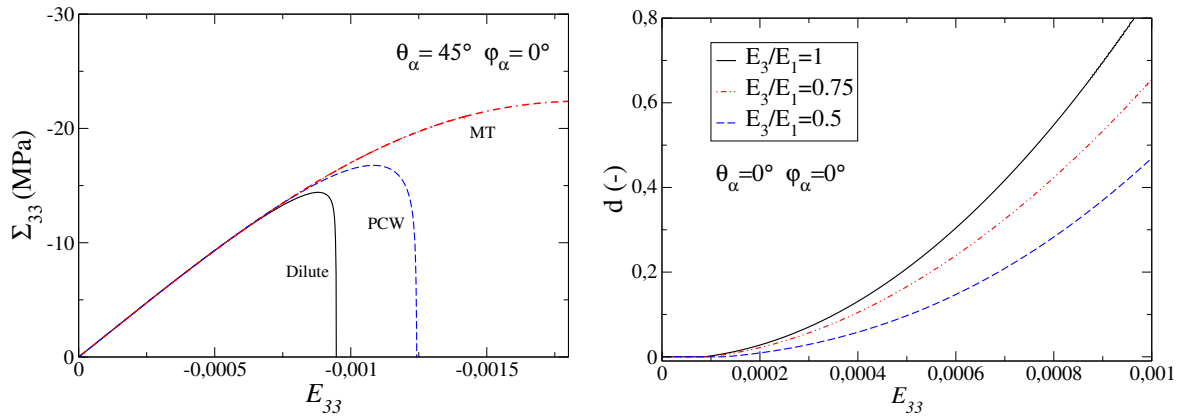 -30
-20
-10
0
Σ33 (MPa)
θα= 45° φα= 0°
MT
PCW
Dilute
0
-0,0005
-0,001
-0,0015
E33
0,8
0,6
0,4
0,2
0
d (-)
E3/E1=1
E3/E1=0.75
E3/E1=0.5
θα=0° φα=0°
0
0,0002
0,0004
0,0006
0,0008
0,001
E33